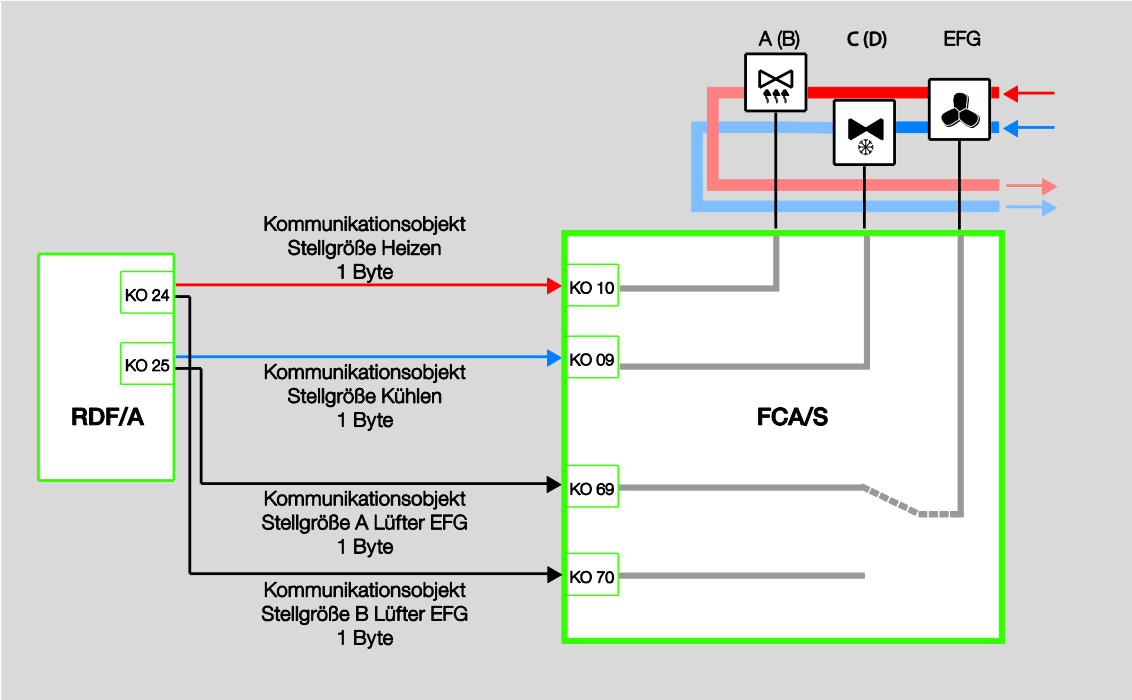 A (B)
C (D)
EFG
Kommunikationsobjekt
Stellgröße Heizen
1 Byte
KO 24
KO 10
KO 25
KO 09
Kommunikationsobjekt
Stellgröße Kühlen
1 Byte
RDF/A
FCA/S
KO 69
Kommunikationsobjekt
Stellgröße A Lüfter EFG
1 Byte
KO 70
Kommunikationsobjekt
Stellgröße B Lüfter EFG
1 Byte